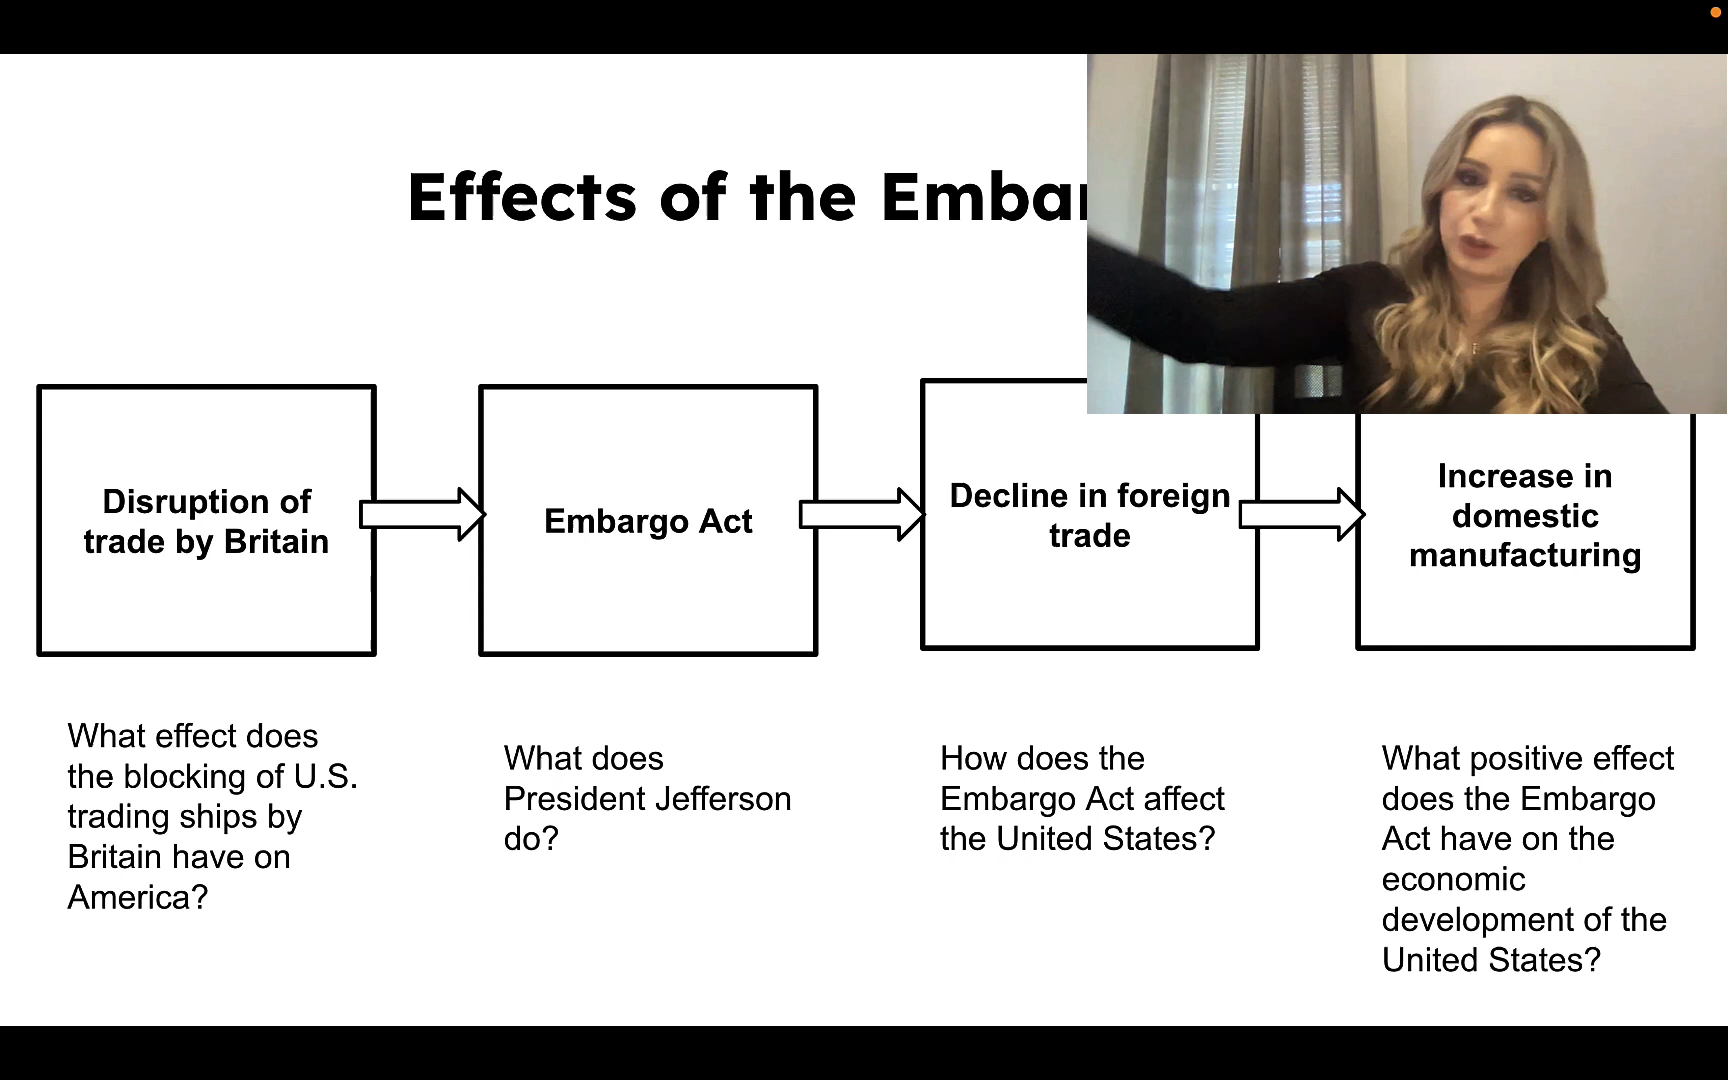 Effects of the
Disruption of
trade by Britain
Embargo Act
Decline in foreign
trade
Increase in
domestic
manufacturing
What effect does
the blocking of U.S.
trading ships by
Britain have on
America?
What does
President Jefferson
do?
How does the
Embargo Act affect
the United States?
What positive effect
does the Embargo
Act have on the
economic
development of the
United States?